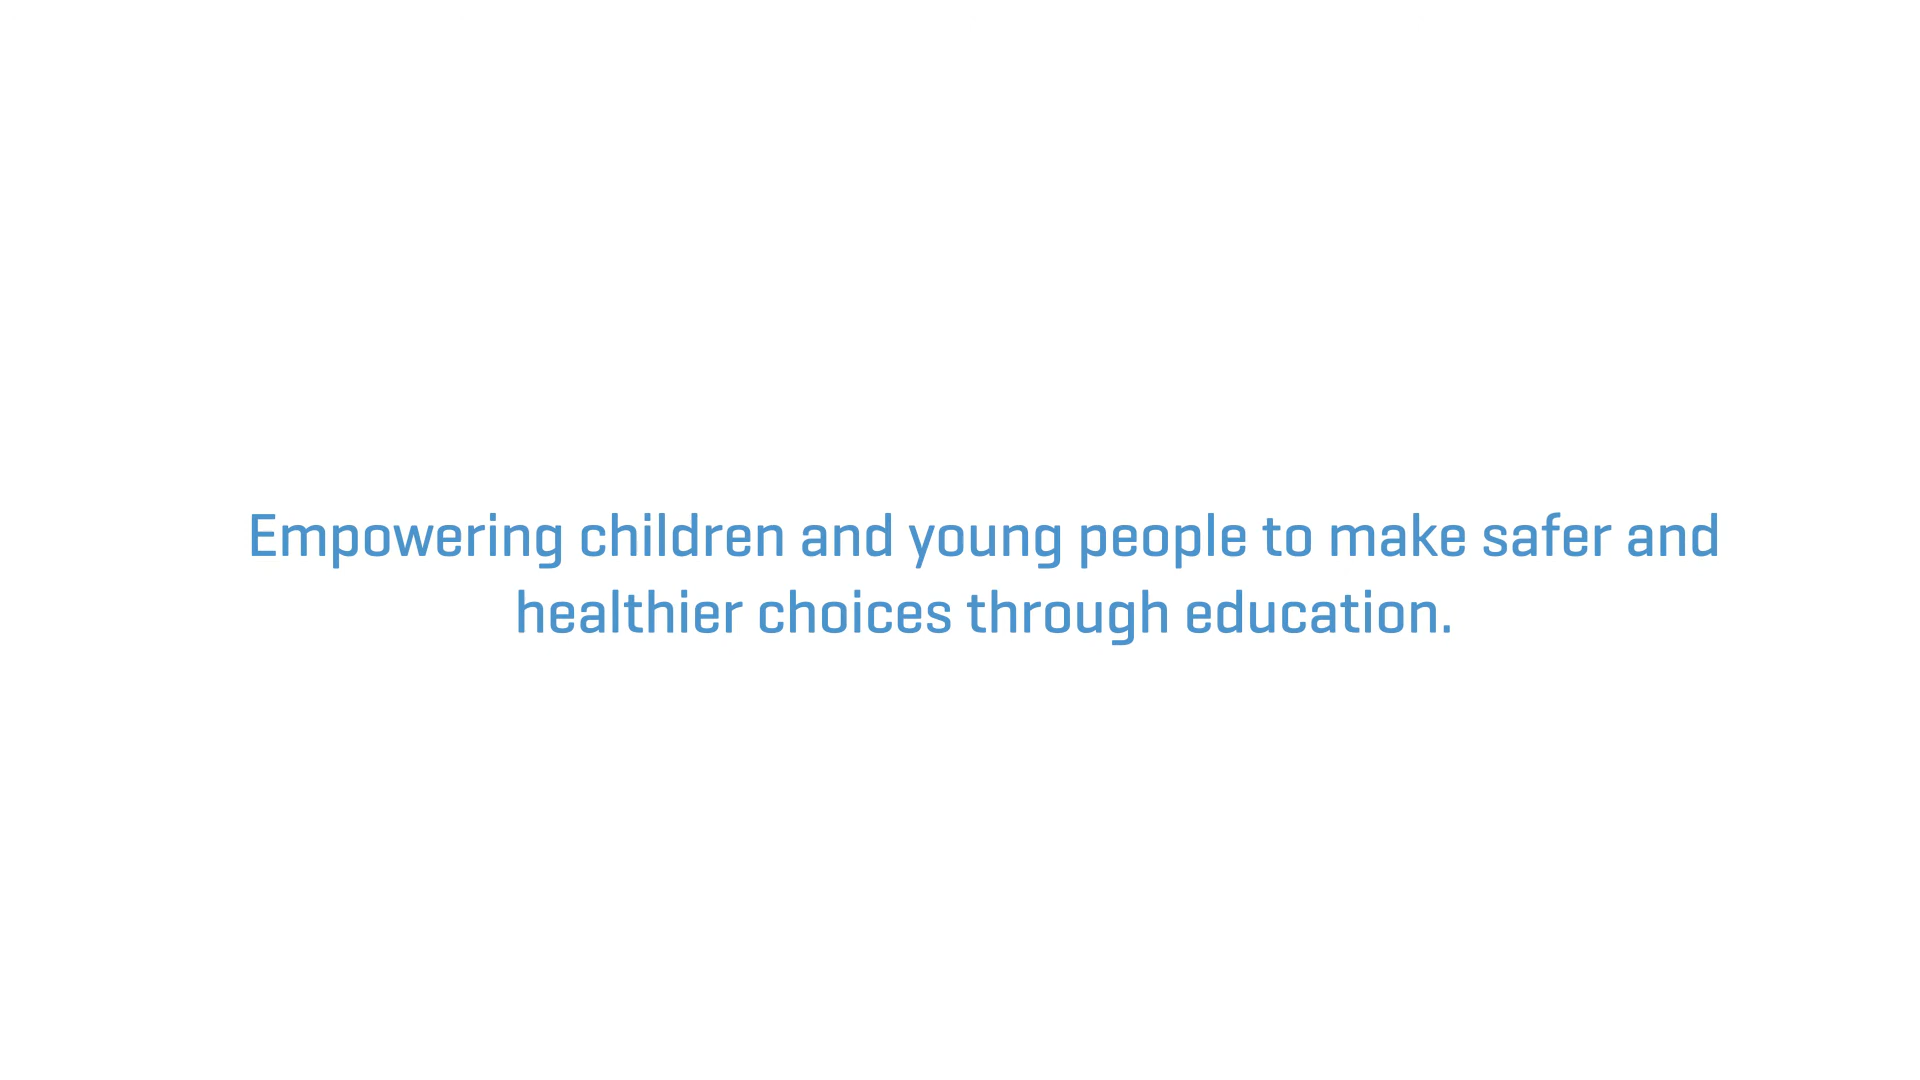 Empowering children and young people to make safer and
healthier choices through education.